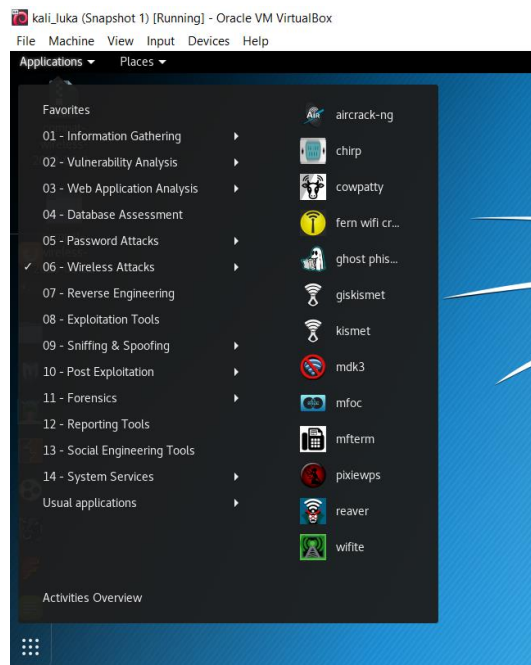 kali_luka (Snapshot 1) [Running] - Oracle VM VirtualBox
File Machine View Input Devices Help
Applications Places
Favorites
01 - Information Gathering
02 - Vulnerability Analysis
03 - Web Application Analysis
04 - Database Assessment
05 - Password Attacks
06 - Wireless Attacks
07 - Reverse Engineering
08 - Exploitation Tools
09 - Sniffing & Spoofing
10 - Post Exploitation
11 - Forensics
12 - Reporting Tools
13 - Social Engineering Tools
14 - System Services
Usual applications
Activities Overview
aircrack-ng
chirp
cowpatty
fern wifi cr...
ghost phis...
giskismet
kismet
mdk3
mfoc
mfterm
pixiewps
reaver
wifite